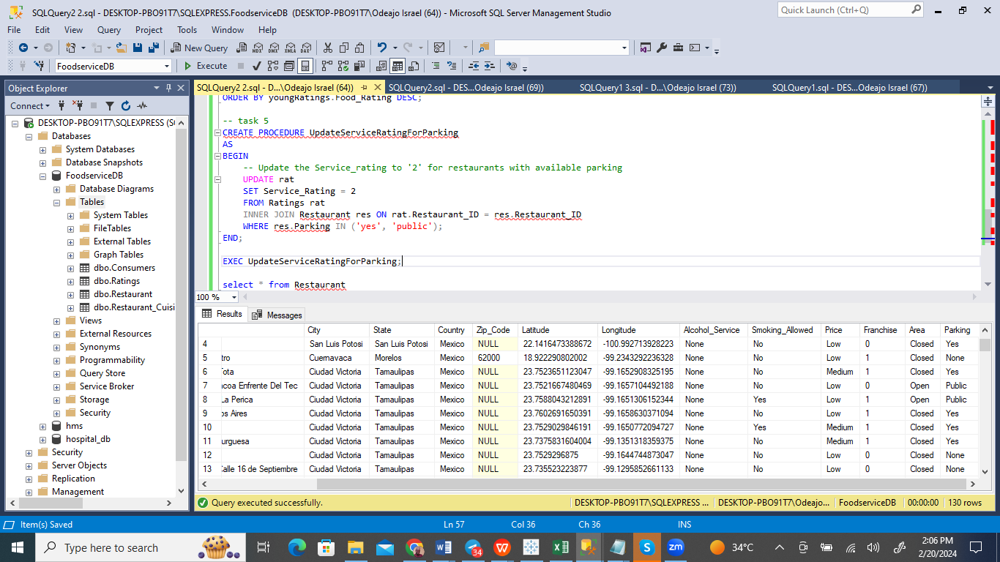 SQLQuery2 2.sql - DESKTOP-PBO91T7\SQLEXPRESS.FoodserviceDB (DESKTOP-PBO91T7\Odeajo Israel (64)) - Microsoft SQL Server Management Studio
Quick Launch (Ctrl+Q)
File Edit View Query Project Tools Window Help
New Query MDX DMX XMLA DAX
FoodserviceDB Execute
Object Explorer
Connect
DESKTOP-PBO91T7\SQLEXPRESS (S
Databases
System Databases
Database Snapshots
FoodserviceDB
Database Diagrams
Tables
System Tables
FileTables
External Tables
Graph Tables
dbo.Consumers
dbo.Ratings
dbo.Restaurant
dbo.Restaurant_Cuisi
Views
External Resources
Synonyms
Programmability
Query Store
Service Broker
Storage
Security
hms
hospital_db
Security
Server Objects
Replication
Management
SQLQuery2 2.sql - D...\Odeajo Israel (64)) SQLQuery2.sql - DES...Odeajo Israel (69)) SQLQuery1 3.sql - D...\Odeajo Israel (73)) SQLQuery1.sql - DES...Odeajo Israel (67))
ORDER BY youngRatings.Food_Rating DESC;
-- task 5
CREATE PROCEDURE UpdateServiceRatingForParking
AS
BEGIN
-- Update the Service_rating to '2' for restaurants with available parking
UPDATE rat
SET Service_Rating = 2
FROM Ratings rat
INNER JOIN Restaurant res ON rat.Restaurant_ID = res.Restaurant_ID
WHERE res.Parking IN ('yes', 'public');
END;
EXEC UpdateServiceRatingForParking;
select * from Restaurant
100 %
Results Messages
City State Country Zip_Code Latitude Longitude Alcohol_Service Smoking_Allowed Price Franchise Area Parking
4 San Luis Potosi San Luis Potosi Mexico NULL 22.1416473388672 -100.992713928223 None No Low 0 Closed Yes
5 tro Cuernavaca Morelos Mexico 62000 18.922290802002 -99.2343292236328 None No Low 1 Closed None
6 Tota Ciudad Victoria Tamaulipas Mexico NULL 23.7523651123047 -99.1652908325195 None No Medium 1 Closed Yes
7 acoa Enfrente Del Tec Ciudad Victoria Tamaulipas Mexico NULL 23.7521667480469 -99.1657104492188 None No Low 0 Open Public
8 La Perica Ciudad Victoria Tamaulipas Mexico NULL 23.7588043212891 -99.1651306152344 None Yes Low 1 Open Public
9 os Aires Ciudad Victoria Tamaulipas Mexico NULL 23.7602691650391 -99.1658630371094 None No Low 1 Closed Yes
10 Ciudad Victoria Tamaulipas Mexico NULL 23.7529029846191 -99.1650772094727 None Yes Medium 1 Closed Yes
11 urguesa Ciudad Victoria Tamaulipas Mexico NULL 23.7375831604004 -99.1351318359375 None No Medium 1 Closed Yes
12 Ciudad Victoria Tamaulipas Mexico NULL 23.7529296875 -99.1644744873047 None No Low 0 Closed None
13 Calle 16 de Septiembre Ciudad Victoria Tamaulipas Mexico NULL 23.735523223877 -99.1295852661133 None No Low 0 Closed None
Query executed successfully. DESKTOP-PBO91T7\SQLEXPRESS ... DESKTOP-PBO91T7\Odeajo... FoodserviceDB 00:00:00 130 rows
Item(s) Saved Ln 57 Col 36 Ch 36 INS
Type here to search 34 34°C 2:06 PM
2/20/2024